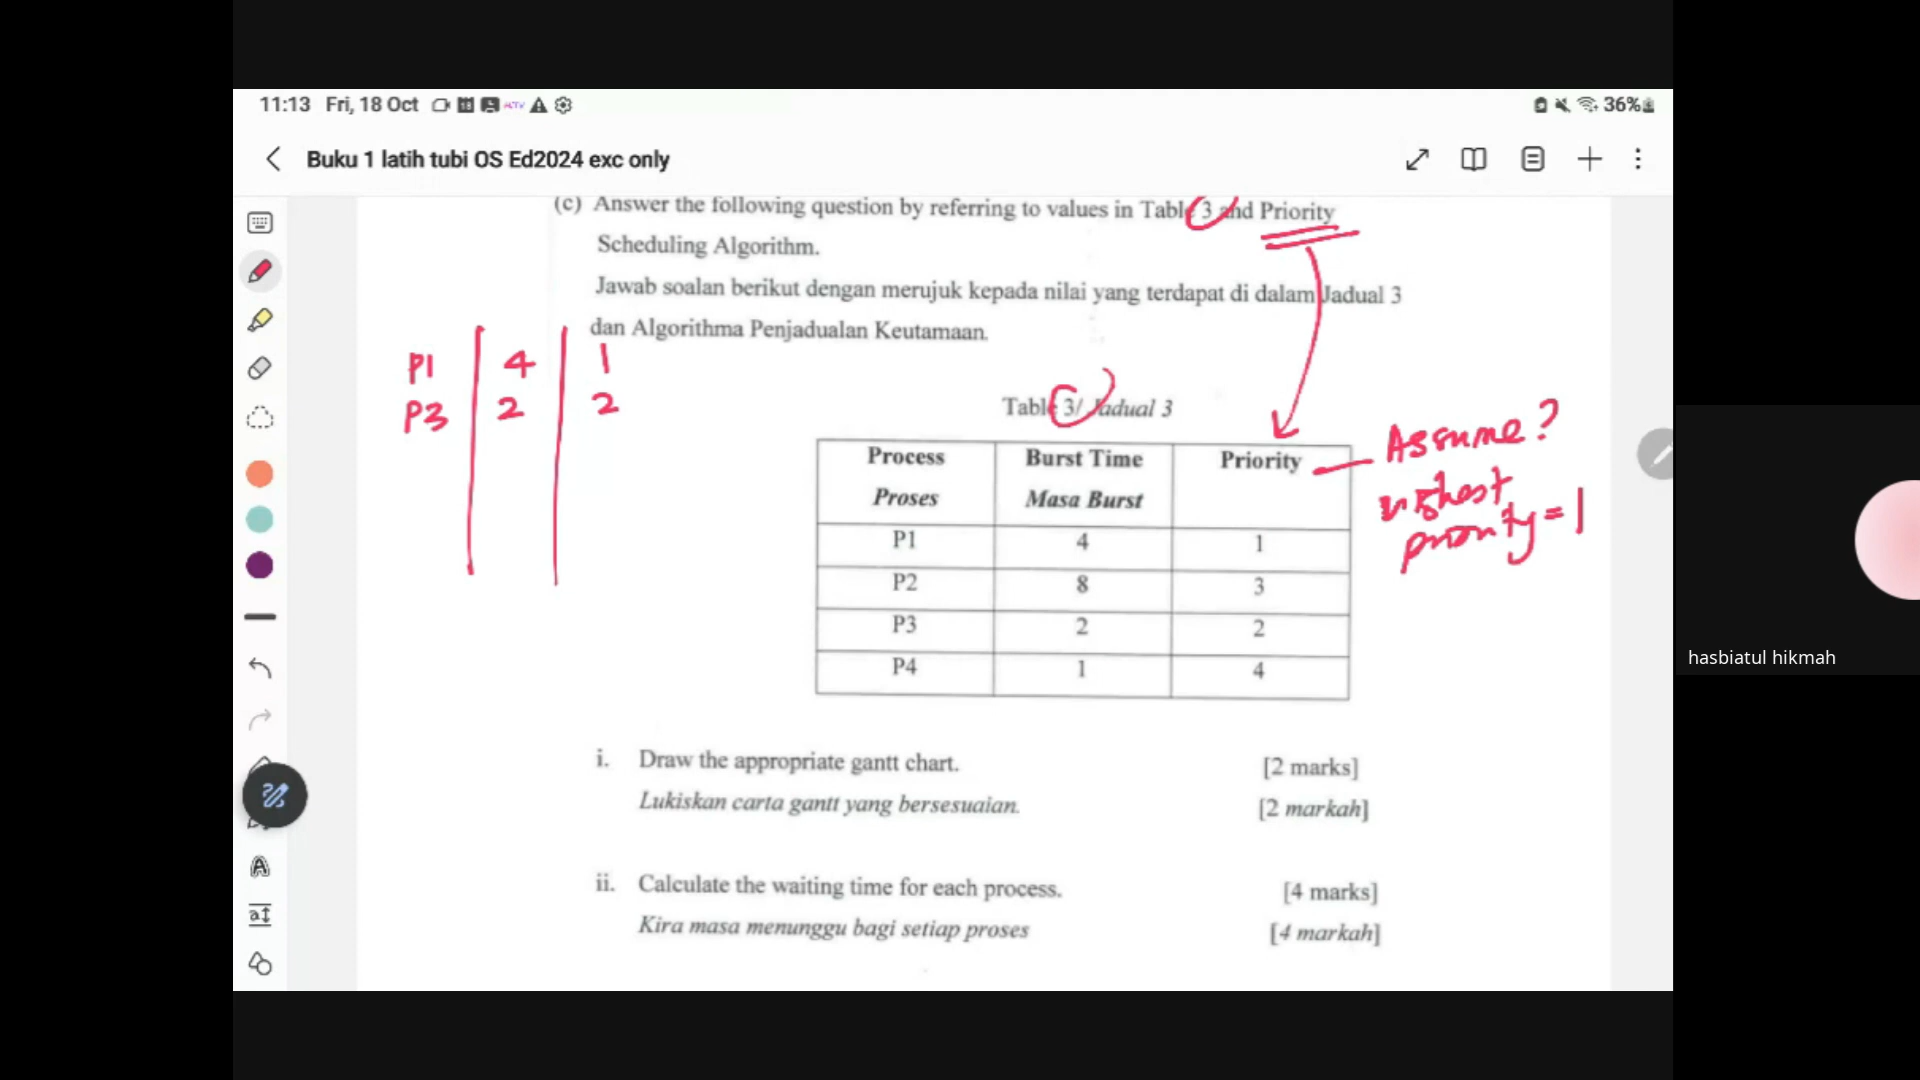 11:13 Fri, 18 Oct
36%
Buku 1 latih tubi OS Ed2024 exc only
(c) Answer the following question by referring to values in Table 3 and Priority
Scheduling Algorithm.
Jawab soalan berikut dengan merujuk kepada nilai yang terdapat di dalam Jadual 3
dan Algorithma Penjadualan Keutamaan.
P1 4 1
P3 2 2
Table 3/ Jadual 3
Process Burst Time Priority
Proses Masa Burst
P1 4 1
P2 8 3
P3 2 2
P4 1 4
Assume?
highest
priority = 1
i. Draw the appropriate gantt chart. [2 marks]
Lukiskan carta gantt yang bersesuaian. [2 markah]
ii. Calculate the waiting time for each process. [4 marks]
Kira masa menunggu bagi setiap proses [4 markah]
hasbiatul hikmah